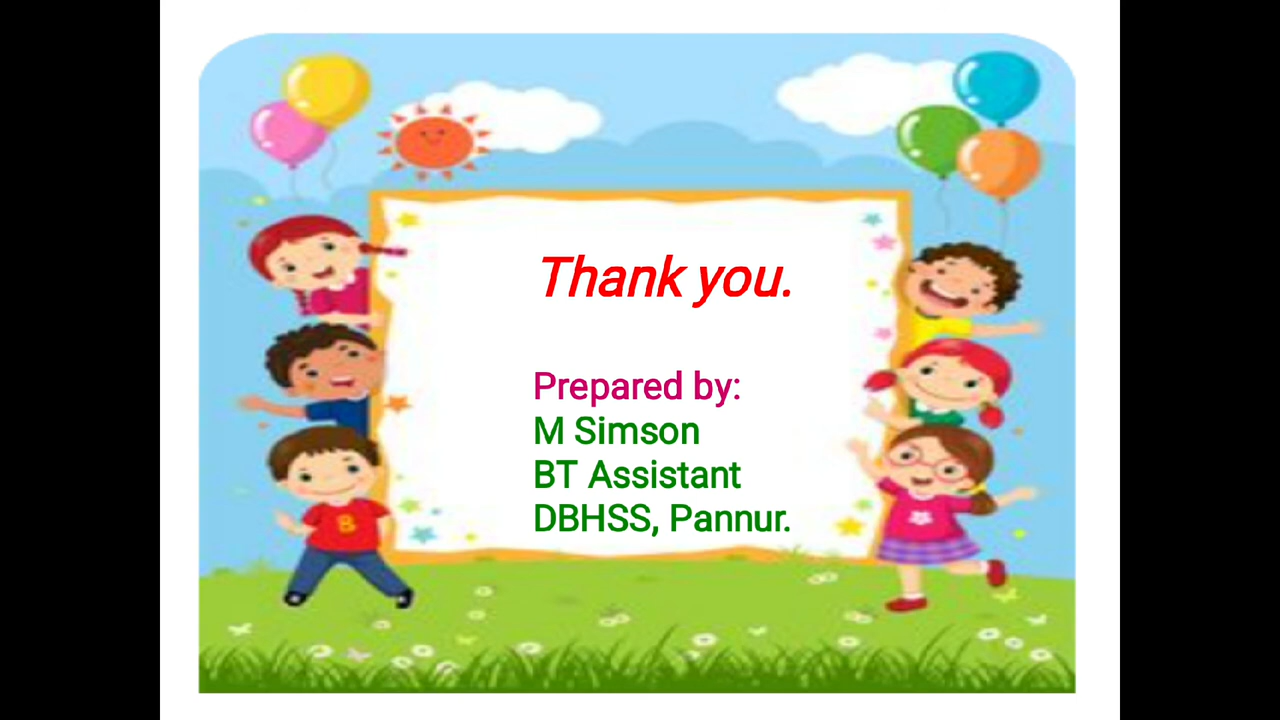 Thank you.
Prepared by:
M Simson
BT Assistant
DBHSS, Pannur.
B